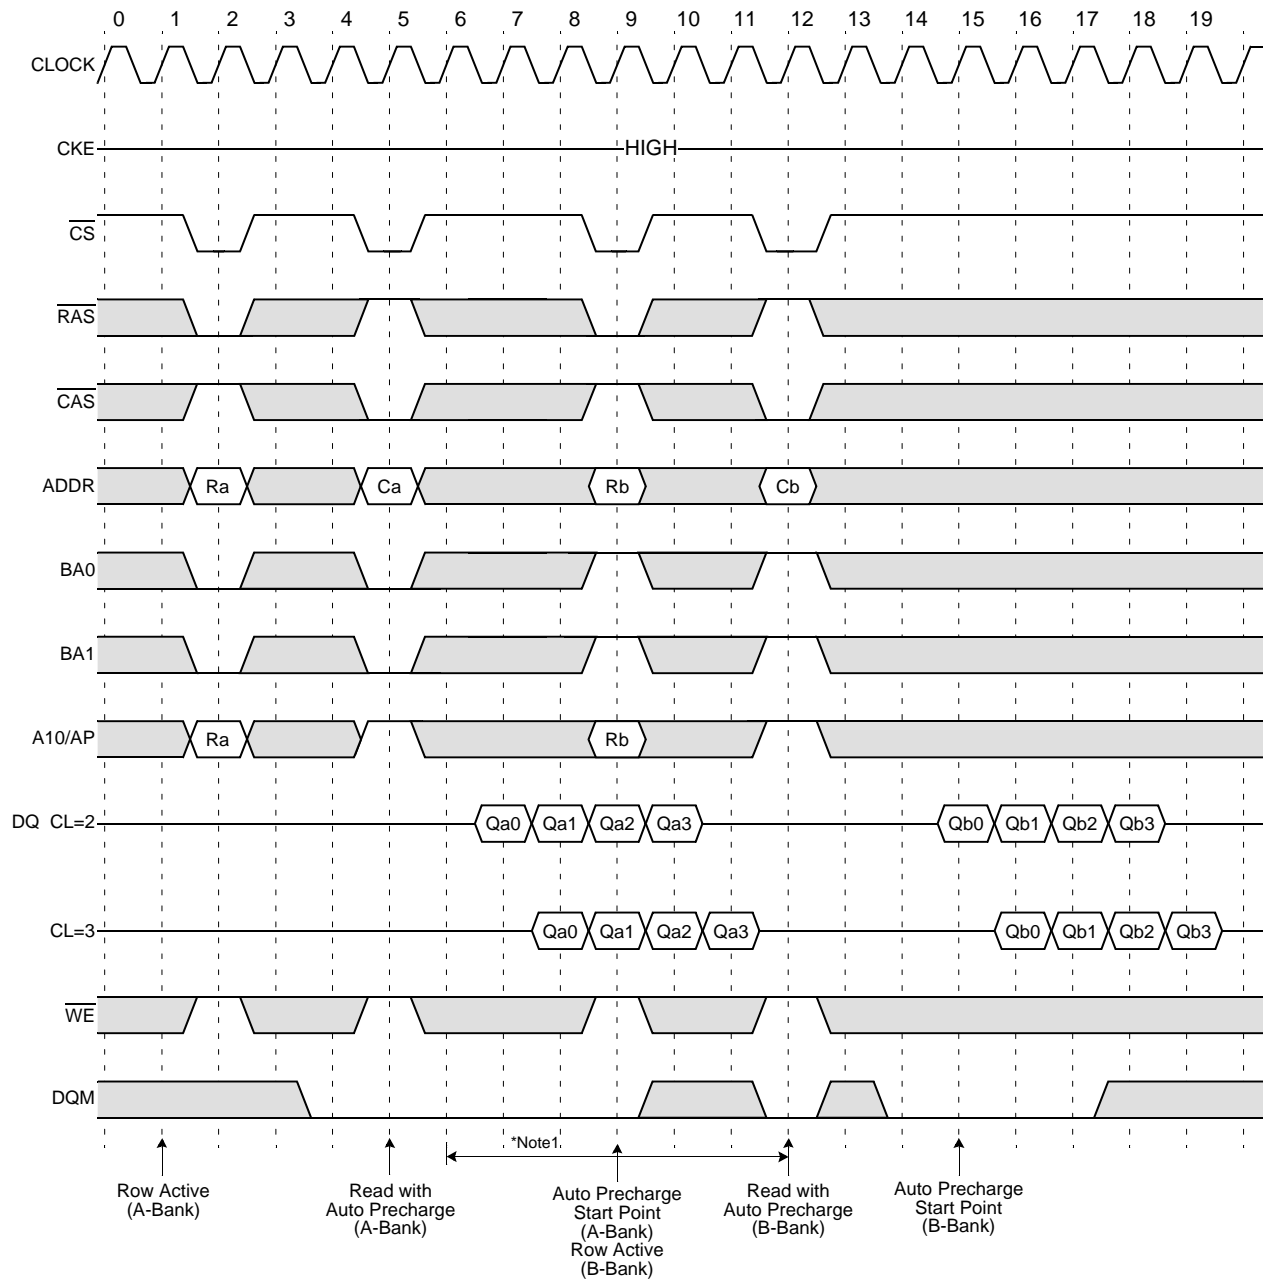 0 1 2 3 4 5 6 7 8 9 10 11 12 13 14 15 16 17 18 19
CLOCK
CKE HIGH
CS
RAS
CAS
ADDR Ra Ca Rb Cb
BA0
BA1
A10/AP Ra Rb
DQ CL=2 Qa0 Qa1 Qa2 Qa3 Qb0 Qb1 Qb2 Qb3
CL=3 Qa0 Qa1 Qa2 Qa3 Qb0 Qb1 Qb2 Qb3
WE
DQM
*Note1
Row Active
(A-Bank)
Read with
Auto Precharge
(A-Bank)
Auto Precharge
Start Point
(A-Bank)
Row Active
(B-Bank)
Read with
Auto Precharge
(B-Bank)
Auto Precharge
Start Point
(B-Bank)